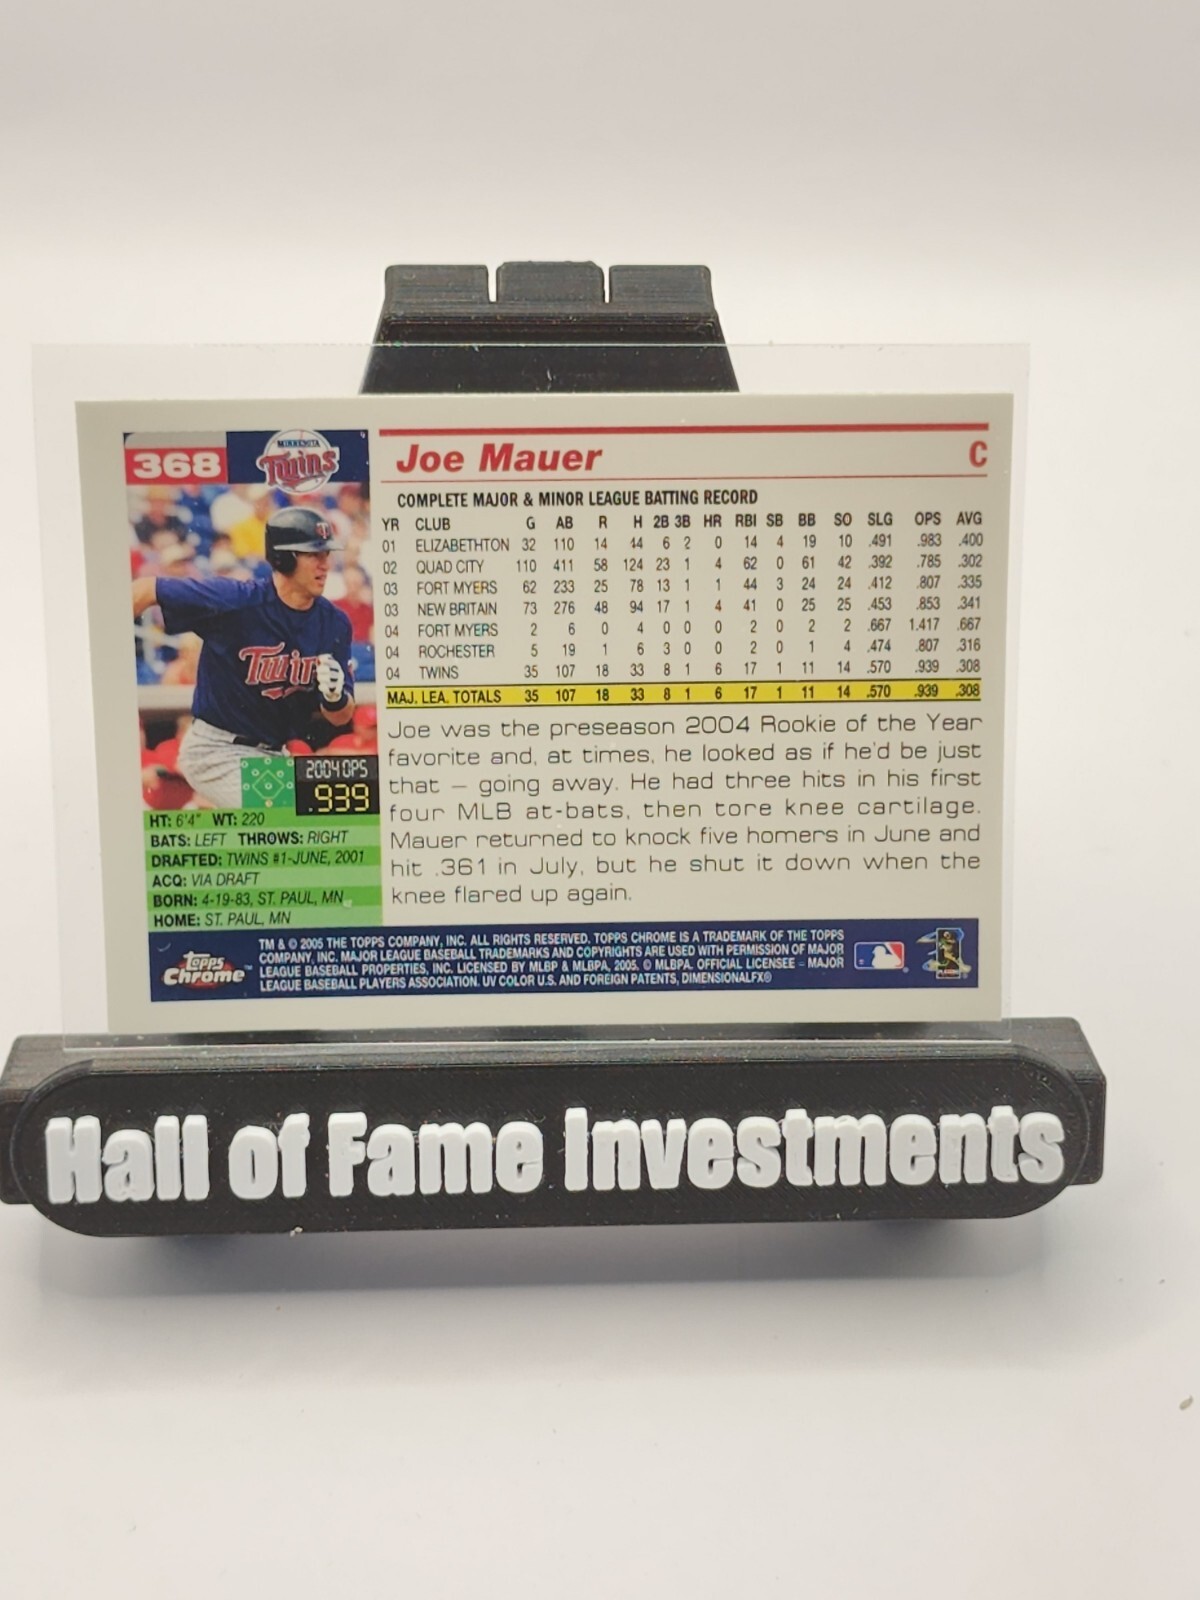 368
MINNESOTA
Twins
Joe Mauer
C
COMPLETE MAJOR & MINOR LEAGUE BATTING RECORD
YR CLUB G AB R H 2B 3B HR RBI SB BB SO SLG OPS AVG
01 ELIZABETHTON 32 110 14 44 6 2 0 14 4 19 10 .491 .983 .400
02 QUAD CITY 110 411 58 124 23 1 4 62 0 61 42 .392 .785 .302
03 FORT MYERS 62 233 25 78 13 1 1 44 3 24 24 .412 .807 .335
03 NEW BRITAIN 73 276 48 94 17 1 4 41 0 25 25 .453 .853 .341
04 FORT MYERS 2 6 0 4 0 0 0 2 0 2 2 .667 1.417 .667
04 ROCHESTER 5 19 1 6 3 0 0 2 0 1 4 .474 .807 .316
04 TWINS 35 107 18 33 8 1 6 17 1 11 14 .570 .939 .308
MAJ. LEA. TOTALS 35 107 18 33 8 1 6 17 1 11 14 .570 .939 .308
Twins
2004 OPS
.939
Joe was the preseason 2004 Rookie of the Year
favorite and, at times, he looked as if he'd be just
that – going away. He had three hits in his first
four MLB at-bats, then tore knee cartilage.
Mauer returned to knock five homers in June and
hit .361 in July, but he shut it down when the
knee flared up again.
HT: 6'4" WT: 220
BATS: LEFT THROWS: RIGHT
DRAFTED: TWINS #1-JUNE, 2001
ACQ: VIA DRAFT
BORN: 4-19-83, ST. PAUL, MN
HOME: ST. PAUL, MN
Topps
Chrome™
TM & © 2005 THE TOPPS COMPANY, INC. ALL RIGHTS RESERVED. TOPPS CHROME IS A TRADEMARK OF THE TOPPS
COMPANY, INC. MAJOR LEAGUE BASEBALL TRADEMARKS AND COPYRIGHTS ARE USED WITH PERMISSION OF MAJOR
LEAGUE BASEBALL PROPERTIES, INC. LICENSED BY MLBP & MLBPA, 2005. © MLBPA. OFFICIAL LICENSEE – MAJOR
LEAGUE BASEBALL PLAYERS ASSOCIATION. UV COLOR U.S. AND FOREIGN PATENTS, DIMENSIONALFX®
Hall of Fame Investments